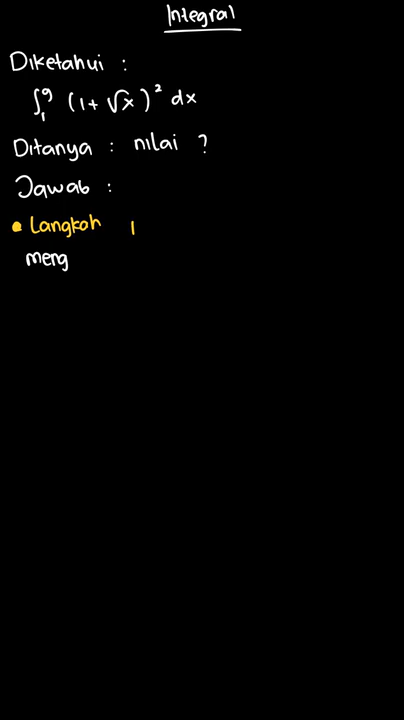 Integral
Diketahui :
∫₁⁹ (1 + √x)² dx
Ditanya : nilai ?
Jawab :
• Langkah 1
meng